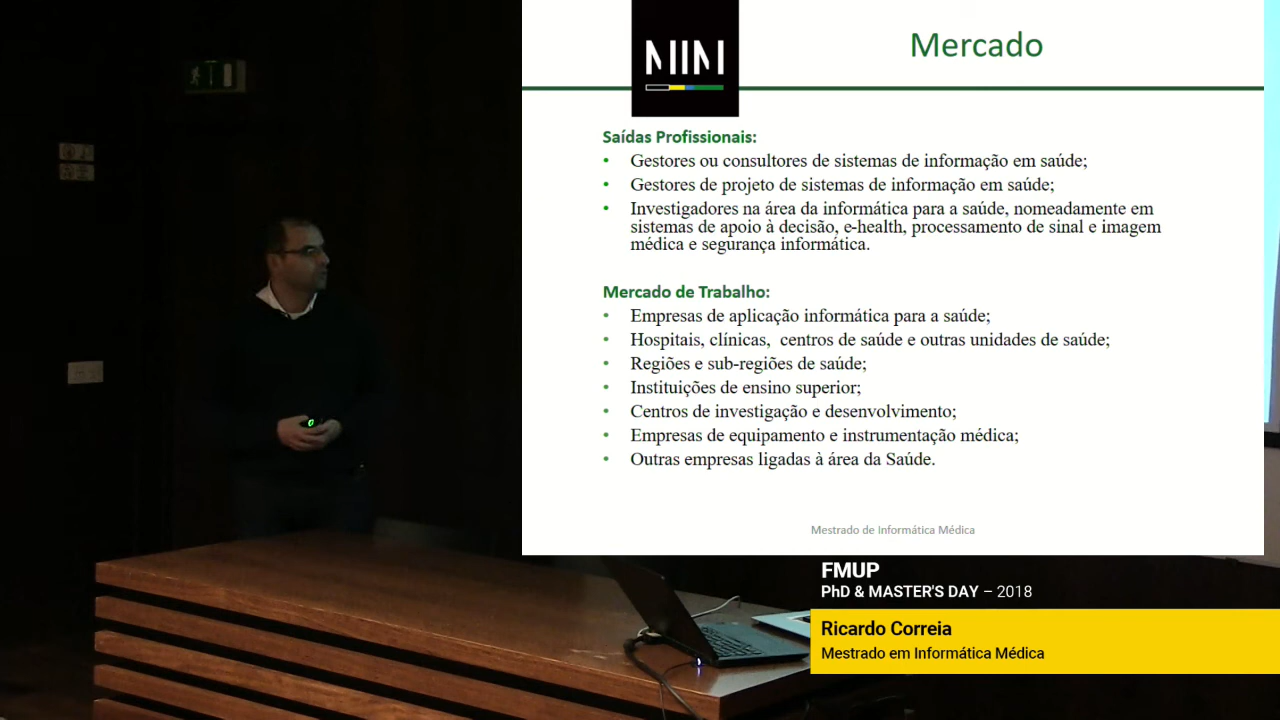 MIM
Mercado
Saídas Profissionais:
• Gestores ou consultores de sistemas de informação em saúde;
• Gestores de projeto de sistemas de informação em saúde;
• Investigadores na área da informática para a saúde, nomeadamente em
sistemas de apoio à decisão, e-health, processamento de sinal e imagem
médica e segurança informática.
Mercado de Trabalho:
• Empresas de aplicação informática para a saúde;
• Hospitais, clínicas, centros de saúde e outras unidades de saúde;
• Regiões e sub-regiões de saúde;
• Instituições de ensino superior;
• Centros de investigação e desenvolvimento;
• Empresas de equipamento e instrumentação médica;
• Outras empresas ligadas à área da Saúde.
Mestrado de Informática Médica
FMUP
PhD & MASTER'S DAY – 2018
Ricardo Correia
Mestrado em Informática Médica